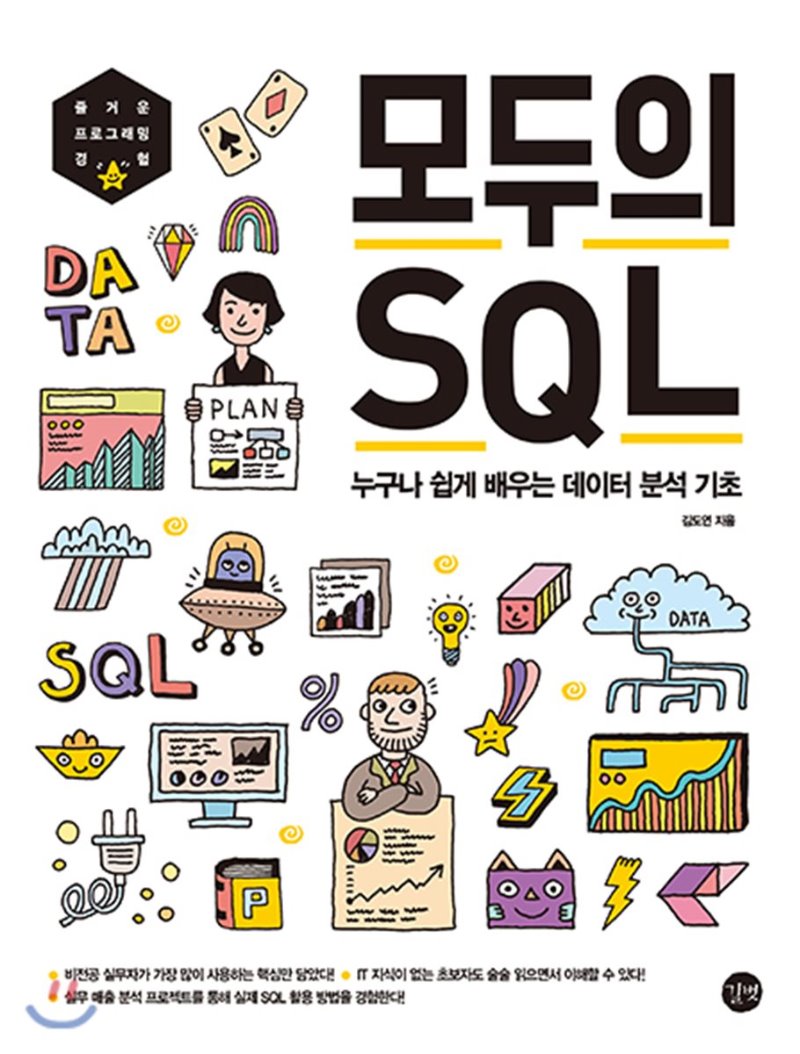 즐거운
프로그래밍
경험
모두의
SQL
누구나 쉽게 배우는 데이터 분석 기초
김도연 지음
DATA
PLAN
DATA
SQL
%
P
비전공 실무자가 가장 많이 사용하는 핵심만 담았다! IT 지식이 없는 초보자도 술술 읽으면서 이해할 수 있다!
실무 매출 분석 프로젝트를 통해 실제 SQL 활용 방법을 경험한다!
길벗